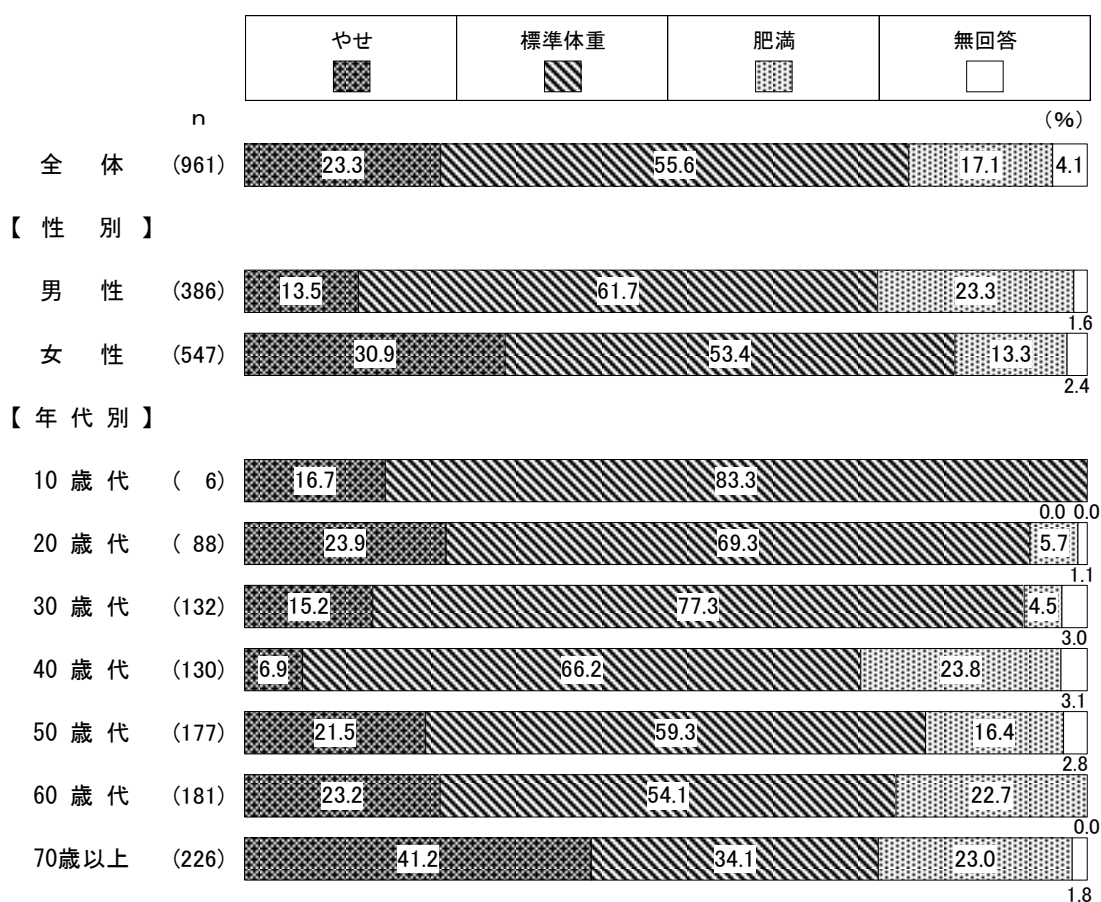 やせ 標準体重 肥満 無回答
n (%)
全 体 (961) 23.3 55.6 17.1 4.1
【 性 別 】
男 性 (386) 13.5 61.7 23.3
1.6
女 性 (547) 30.9 53.4 13.3
2.4
【 年 代 別 】
10 歳 代 ( 6) 16.7 83.3
0.0 0.0
20 歳 代 ( 88) 23.9 69.3 5.7
1.1
30 歳 代 (132) 15.2 77.3 4.5
3.0
40 歳 代 (130) 6.9 66.2 23.8
3.1
50 歳 代 (177) 21.5 59.3 16.4
2.8
60 歳 代 (181) 23.2 54.1 22.7
0.0
70歳以上 (226) 41.2 34.1 23.0
1.8